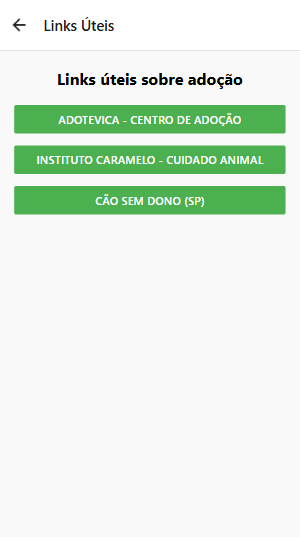 Links Úteis
Links úteis sobre adoção
ADOTEVICA - CENTRO DE ADOÇÃO
INSTITUTO CARAMELO - CUIDADO ANIMAL
CÃO SEM DONO (SP)